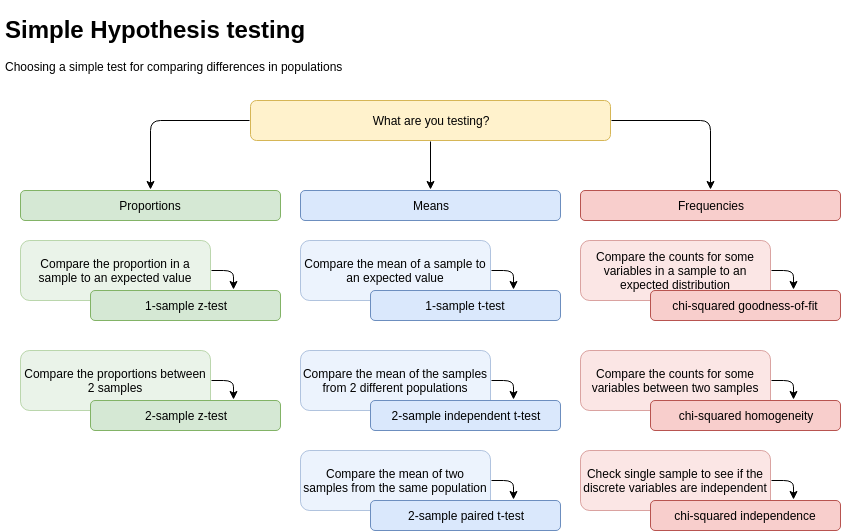 Simple Hypothesis testing
Choosing a simple test for comparing differences in populations
What are you testing?
Proportions
Means
Frequencies
Compare the proportion in a
sample to an expected value
1-sample z-test
Compare the mean of a sample to
an expected value
1-sample t-test
Compare the counts for some
variables in a sample to an
expected distribution
chi-squared goodness-of-fit
Compare the proportions between
2 samples
2-sample z-test
Compare the mean of the samples
from 2 different populations
2-sample independent t-test
Compare the counts for some
variables between two samples
chi-squared homogeneity
Compare the mean of two
samples from the same population
2-sample paired t-test
Check single sample to see if the
discrete variables are independent
chi-squared independence